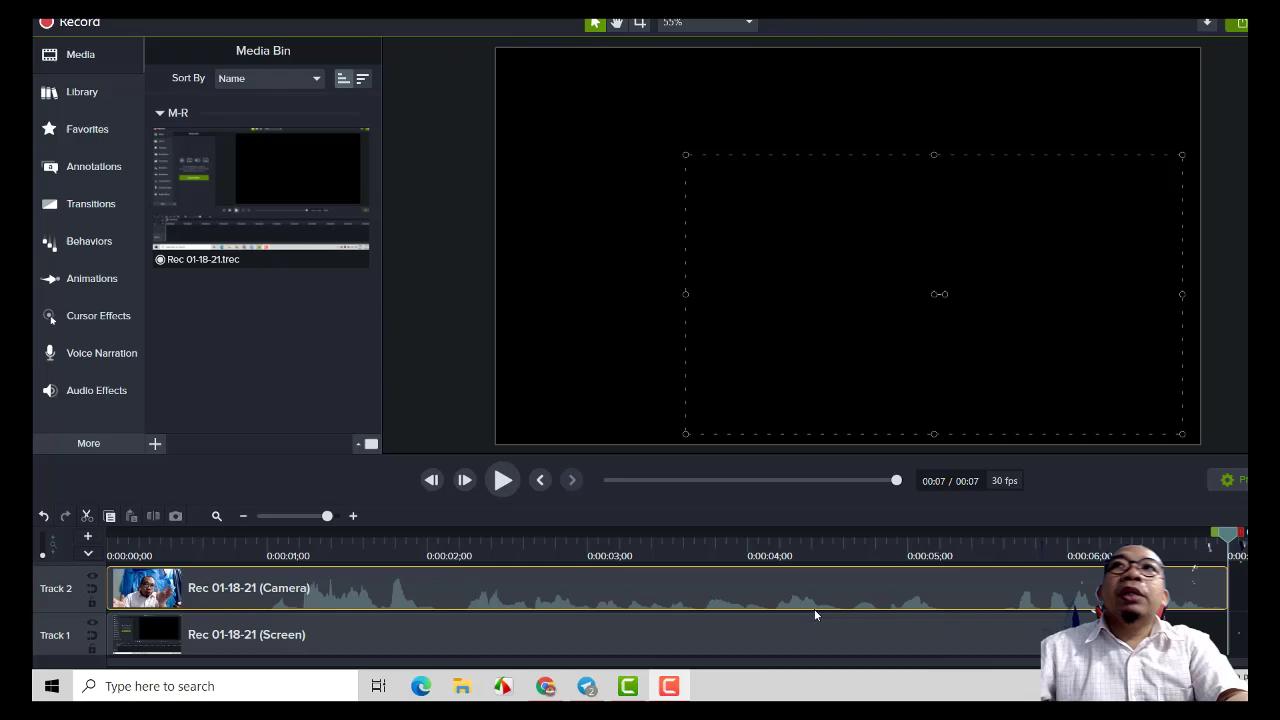 Record
55%
Media
Media Bin
Library
Sort By
Name
Favorites
M-R
Annotations
Transitions
Behaviors
Rec 01-18-21.trec
Animations
Cursor Effects
Voice Narration
Audio Effects
More
00:07 / 00:07
30 fps
0:00:00;00
0:00:01;00
0:00:02;00
0:00:03;00
0:00:04;00
0:00:05;00
0:00:06;00
Track 2
Rec 01-18-21 (Camera)
Track 1
Rec 01-18-21 (Screen)
Type here to search
2